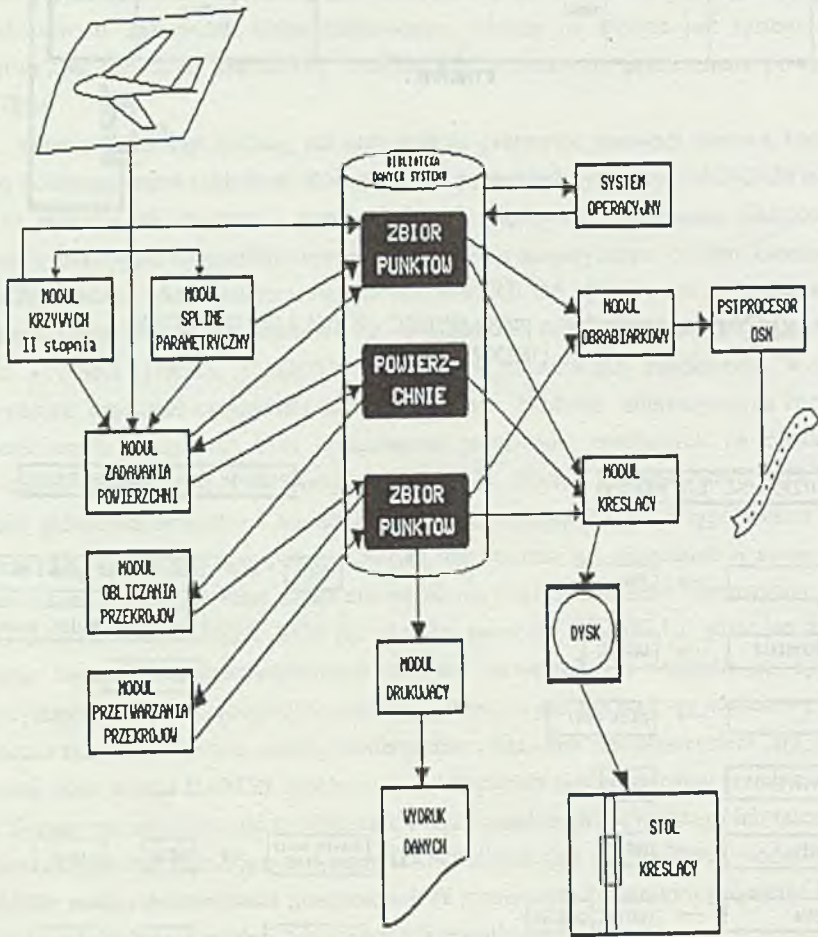 BIBLIOTEKA
DANYCH SYSTEMU
SYSTEM
OPERACYJNY
ZBIOR
PUNKTOW
MODUL
KRZYWYCH
II stopnia
MODUL
SPLINE
PARAMETRYCZNY
MODUL
OBRABIARKOWY
PSTPROCESOR
OSN
POWIERZ-
CHNIE
MODUL
ZADAWANIA
POWIERZCHNI
ZBIOR
PUNKTOW
MODUL
KRESLACY
MODUL
OBLICZANIA
PRZEKROJOW
DYSK
MODUL
DRUKUJACY
MODUL
PRZETWARZANIA
PRZEKROJOW
WYDRUK
DANYCH
STOL
KRESLACY